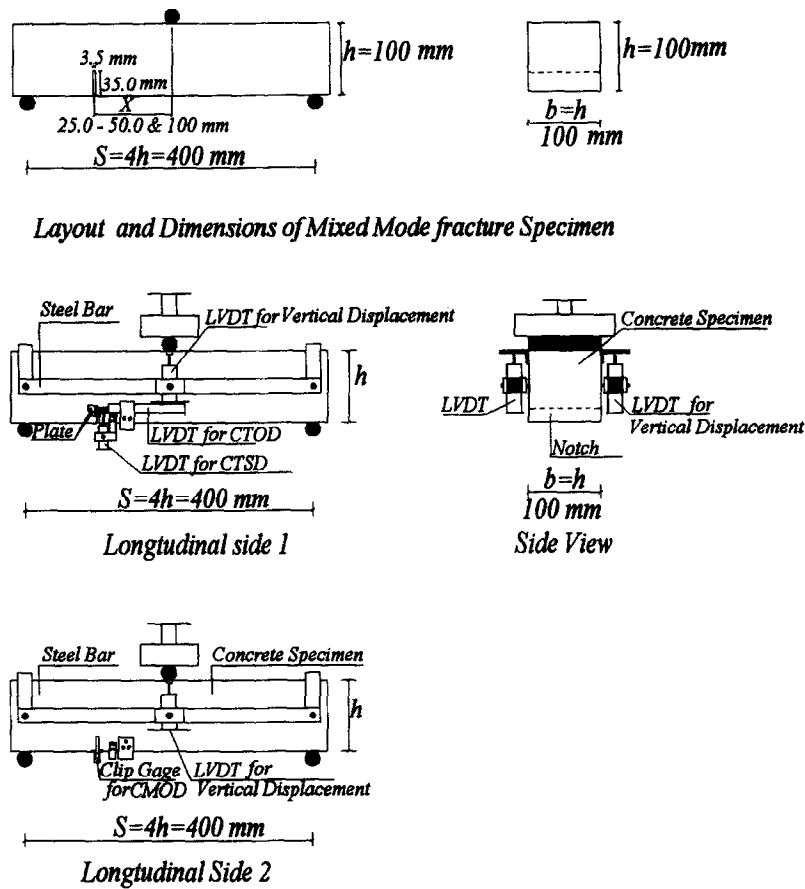 3.5 mm
35.0 mm
X
25.0 - 50.0 & 100 mm
S=4h=400 mm
h=100 mm
h=100mm
b=h
100 mm
Layout and Dimensions of Mixed Mode fracture Specimen
Steel Bar
LVDT for Vertical Displacement
h
Plate
LVDT for CTOD
LVDT for CTSD
S=4h=400 mm
Longtudinal side 1
Concrete Specimen
LVDT
LVDT for
Vertical Displacement
Notch
b=h
100 mm
Side View
Steel Bar
Concrete Specimen
h
Clip Gage
forCMOD
LVDT for
Vertical Displacement
S=4h=400 mm
Longtudinal Side 2